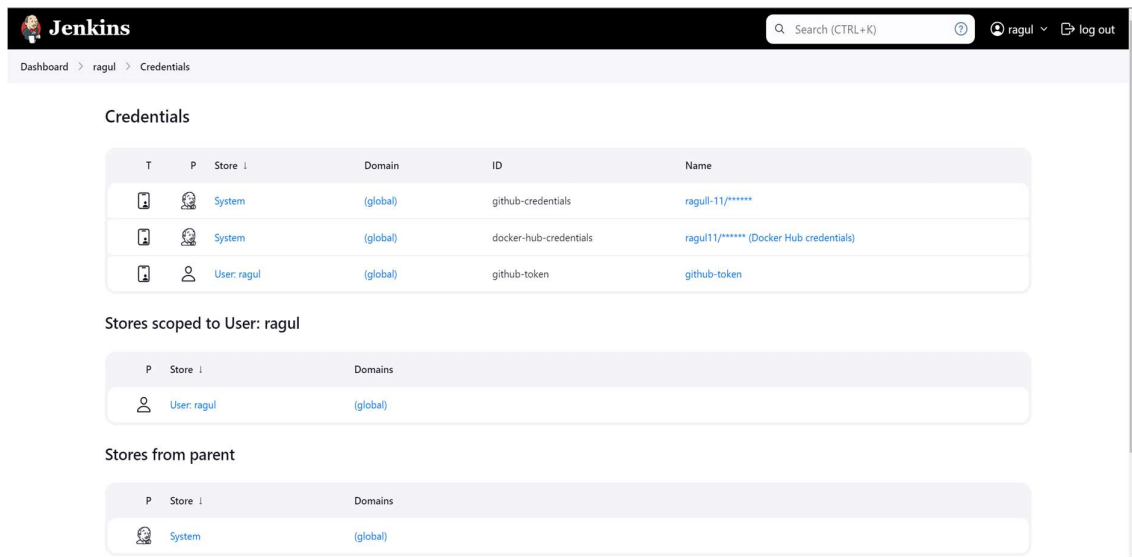 Jenkins
Search (CTRL+K) ?
ragul
log out
Dashboard > ragul > Credentials
Credentials
T P Store ↓ Domain ID Name
System (global) github-credentials ragull-11/******
System (global) docker-hub-credentials ragul11/****** (Docker Hub credentials)
User: ragul (global) github-token github-token
Stores scoped to User: ragul
P Store ↓ Domains
User: ragul (global)
Stores from parent
P Store ↓ Domains
System (global)